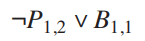 ¬P₁,₂ ∨ B₁,₁